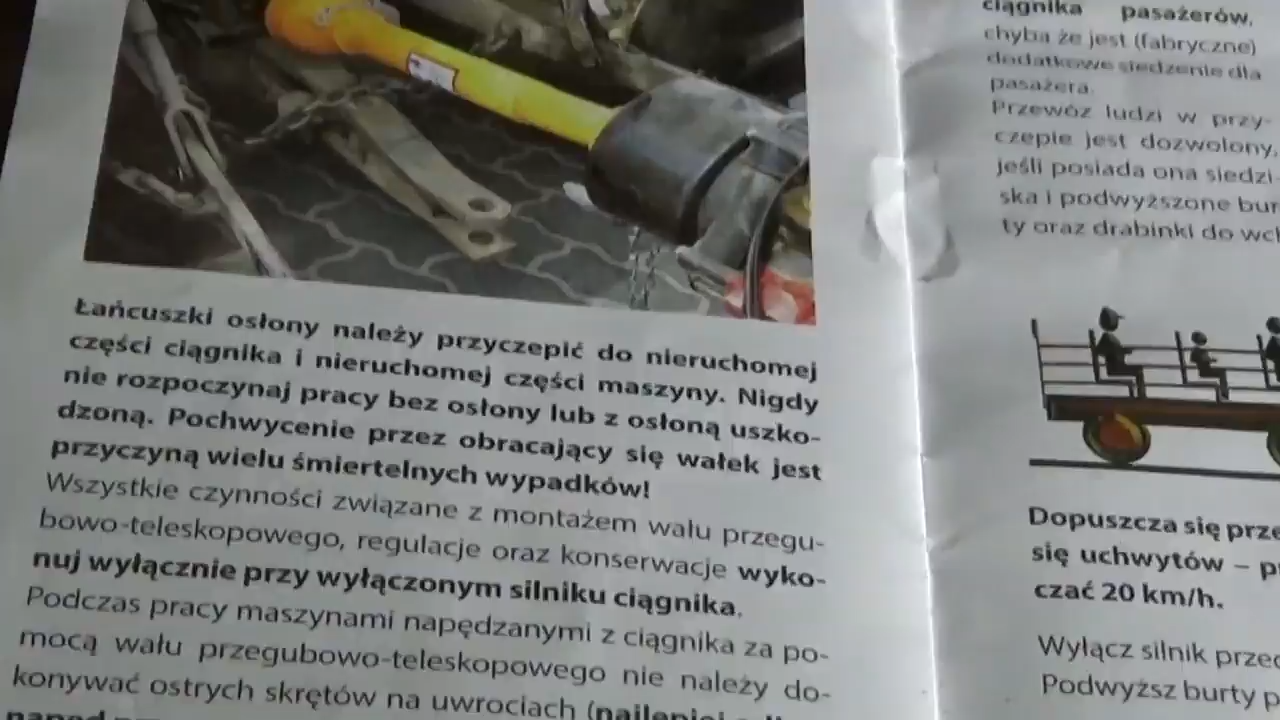 Łańcuszki osłony należy przyczepić do nieruchomej
części ciągnika i nieruchomej części maszyny. Nigdy
nie rozpoczynaj pracy bez osłony lub z osłoną uszko-
dzoną. Pochwycenie przez obracający się wałek jest
przyczyną wielu śmiertelnych wypadków!
Wszystkie czynności związane z montażem wału przegu-
bowo-teleskopowego, regulacje oraz konserwacje wyko-
nuj wyłącznie przy wyłączonym silniku ciągnika.
Podczas pracy maszynami napędzanymi z ciągnika za po-
mocą wału przegubowo-teleskopowego nie należy do-
konywać ostrych skrętów na uwrociach (
ciągnika pasażerów,
chyba że jest (fabryczne)
dodatkowe siedzenie dla
pasażera.
Przewóz ludzi w przy-
czepie jest dozwolony,
jeśli posiada ona siedzi-
ska i podwyższone bur
ty oraz drabinki do
Dopuszcza się
się uchwytów –
czać 20 km/h.
Wyłącz silnik
Podwyższ burty